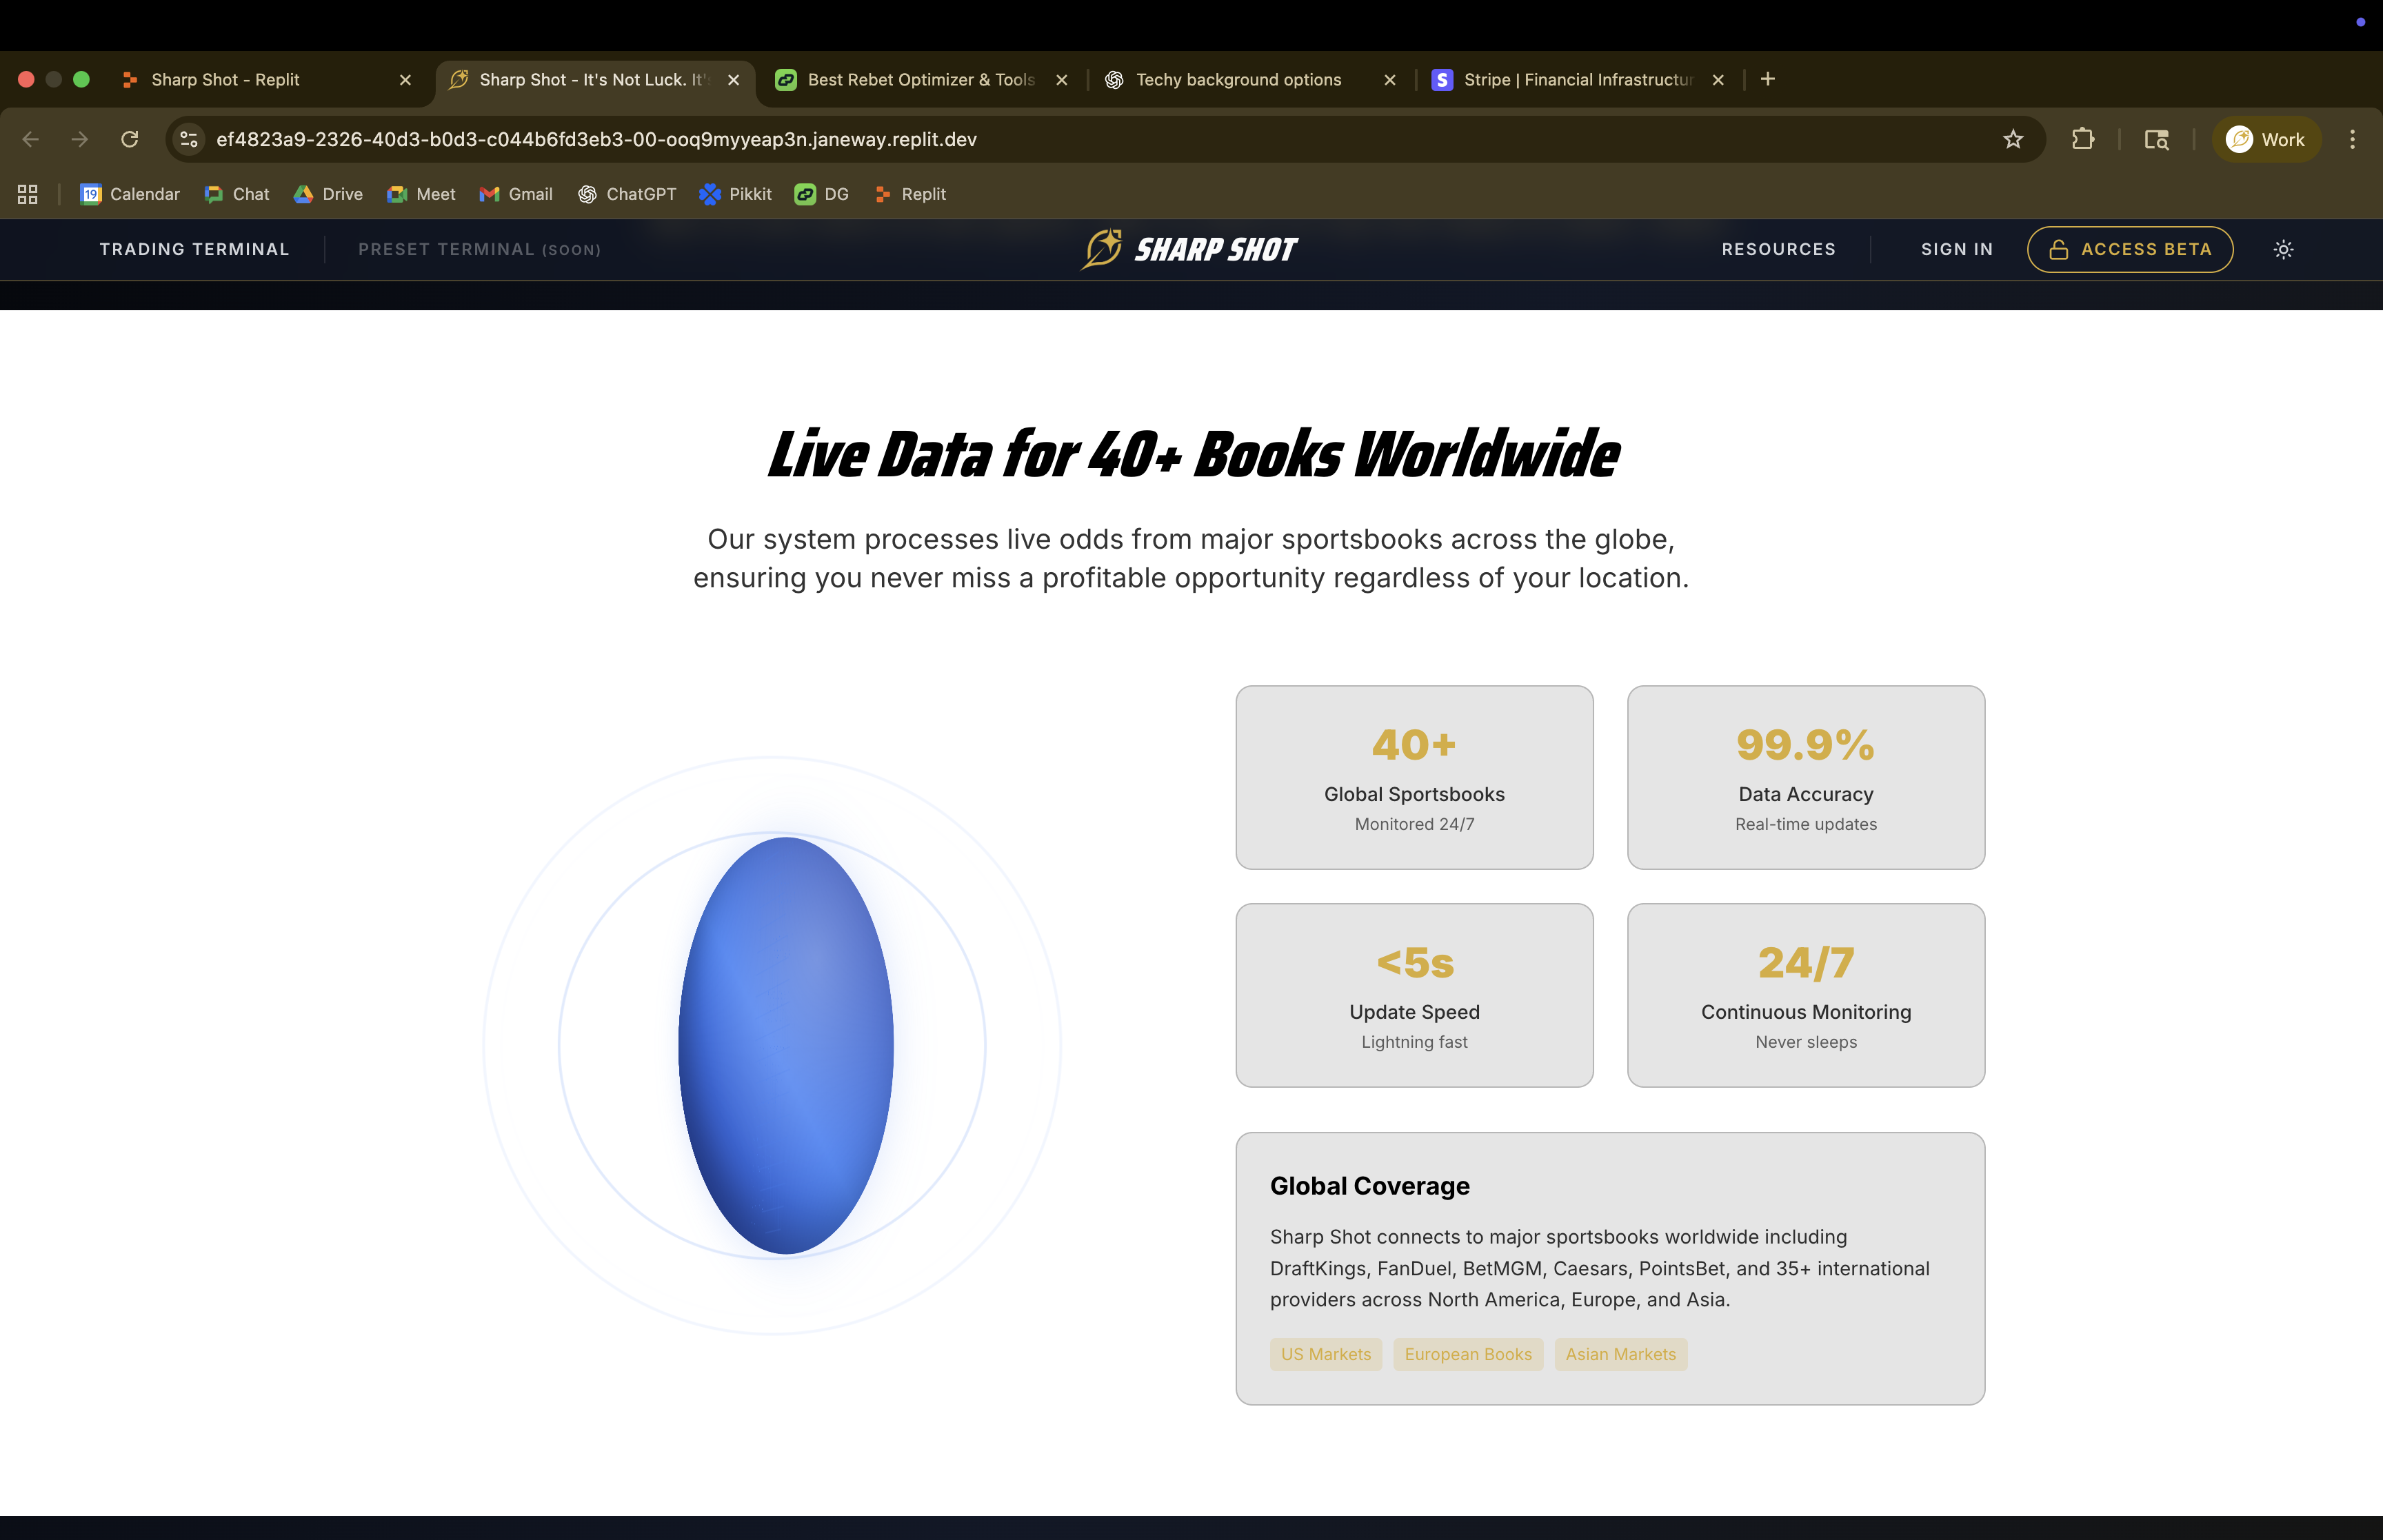 Sharp Shot - Replit
Sharp Shot - It's Not Luck. It's
Best Rebet Optimizer & Tools
Techy background options
Stripe | Financial Infrastructur
ef4823a9-2326-40d3-b0d3-c044b6fd3eb3-00-ooq9myyeap3n.janeway.replit.dev
Work
19 Calendar
Chat
Drive
Meet
Gmail
ChatGPT
Pikkit
DG
Replit
TRADING TERMINAL
PRESET TERMINAL (SOON)
SHARP SHOT
RESOURCES
SIGN IN
ACCESS BETA
Live Data for 40+ Books Worldwide
Our system processes live odds from major sportsbooks across the globe,
ensuring you never miss a profitable opportunity regardless of your location.
40+
Global Sportsbooks
Monitored 24/7
99.9%
Data Accuracy
Real-time updates
<5s
Update Speed
Lightning fast
24/7
Continuous Monitoring
Never sleeps
Global Coverage
Sharp Shot connects to major sportsbooks worldwide including
DraftKings, FanDuel, BetMGM, Caesars, PointsBet, and 35+ international
providers across North America, Europe, and Asia.
US Markets
European Books
Asian Markets